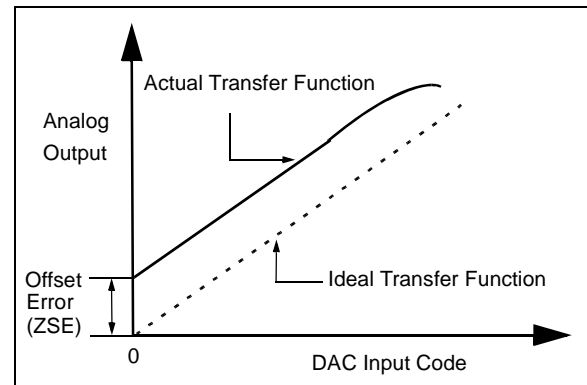 Actual Transfer Function
Analog
Output
Ideal Transfer Function
Offset
Error
(ZSE)
0
DAC Input Code